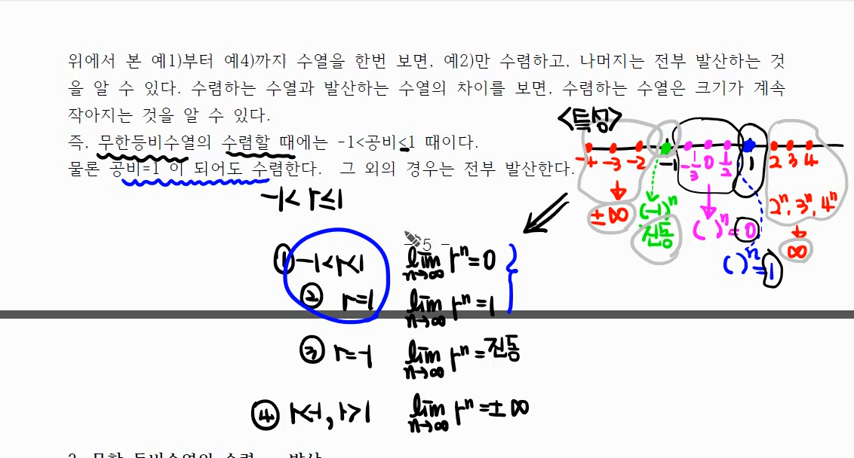 위에서 본 예1)부터 예4)까지 수열을 한번 보면, 예2)만 수렴하고, 나머지는 전부 발산하는 것
을 알 수 있다. 수렴하는 수열과 발산하는 수열의 차이를 보면, 수렴하는 수열은 크기가 계속
작아지는 것을 알 수 있다.
즉, 무한등비수열의 수렴할 때에는 -1<공비<1 때이다.
물론 공비=1 이 되어도 수렴한다. 그 외의 경우는 전부 발산한다.
<특징>
-4 -3 -2 -1 -1/3 0 1/2 1 2 3 4
±∞ (-1)ⁿ 진동 ( )ⁿ=0 ( )ⁿ=1 2ⁿ, 3ⁿ, 4ⁿ ∞
-1< r ≤1
- 5 -
① -1<r<1 lim n→∞ rⁿ=0
② r=1 lim n→∞ rⁿ=1
③ r=-1 lim n→∞ rⁿ=진동
④ r<-1, r>1 lim n→∞ rⁿ=±∞